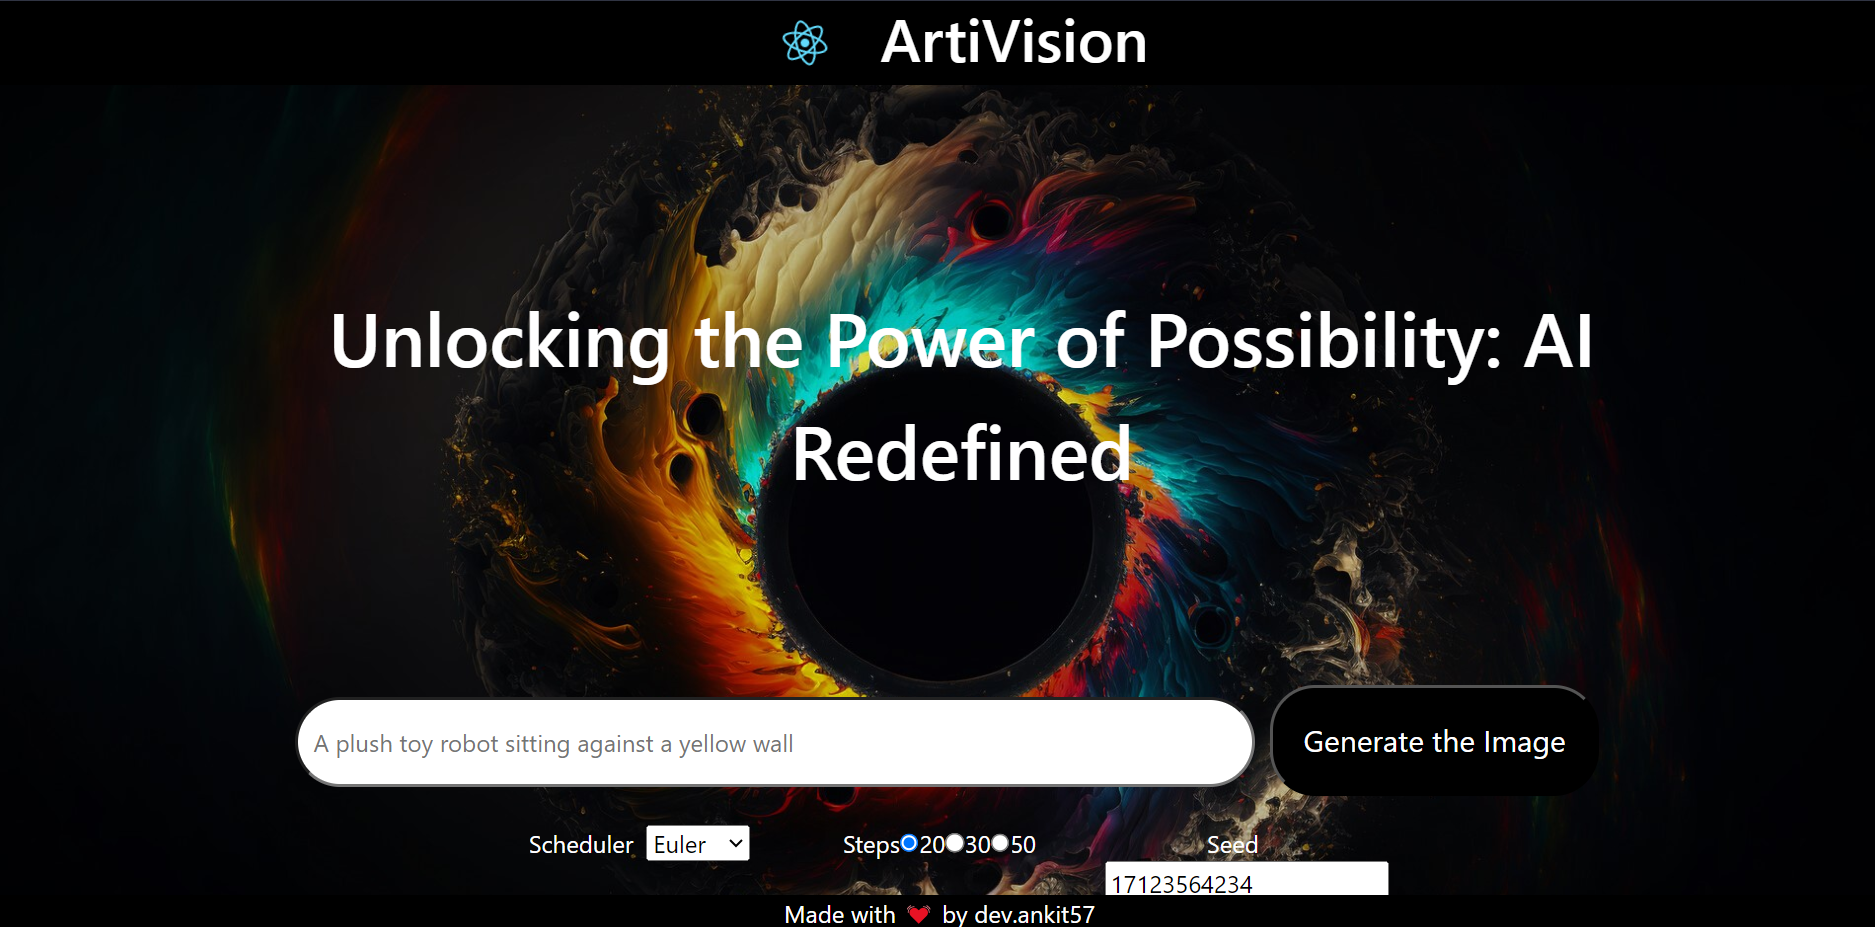 ArtiVision
Unlocking the Power of Possibility: AI
Redefined
A plush toy robot sitting against a yellow wall
Generate the Image
Scheduler Euler
Steps 20 30 50
Seed
17123564234
Made with ❤ by dev.ankit57